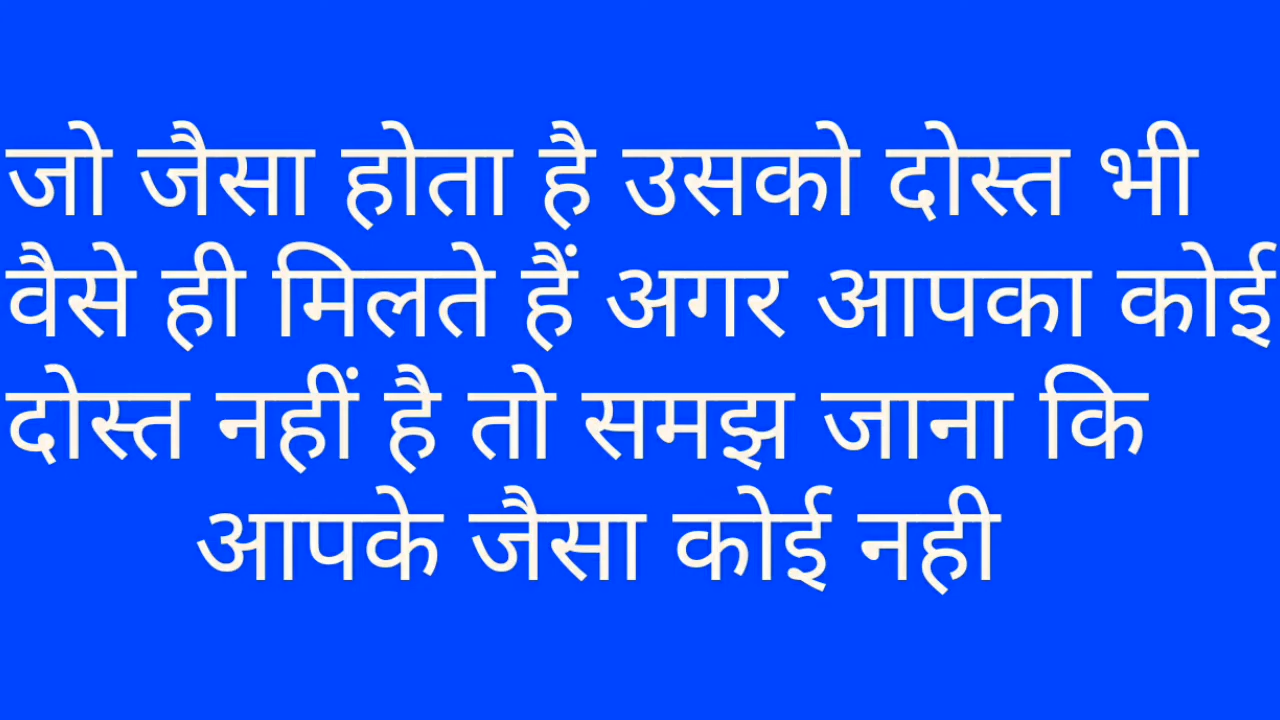 जो जैसा होता है उसको दोस्त भी
वैसे ही मिलते हैं अगर आपका कोई
दोस्त नहीं है तो समझ जाना कि
आपके जैसा कोई नही